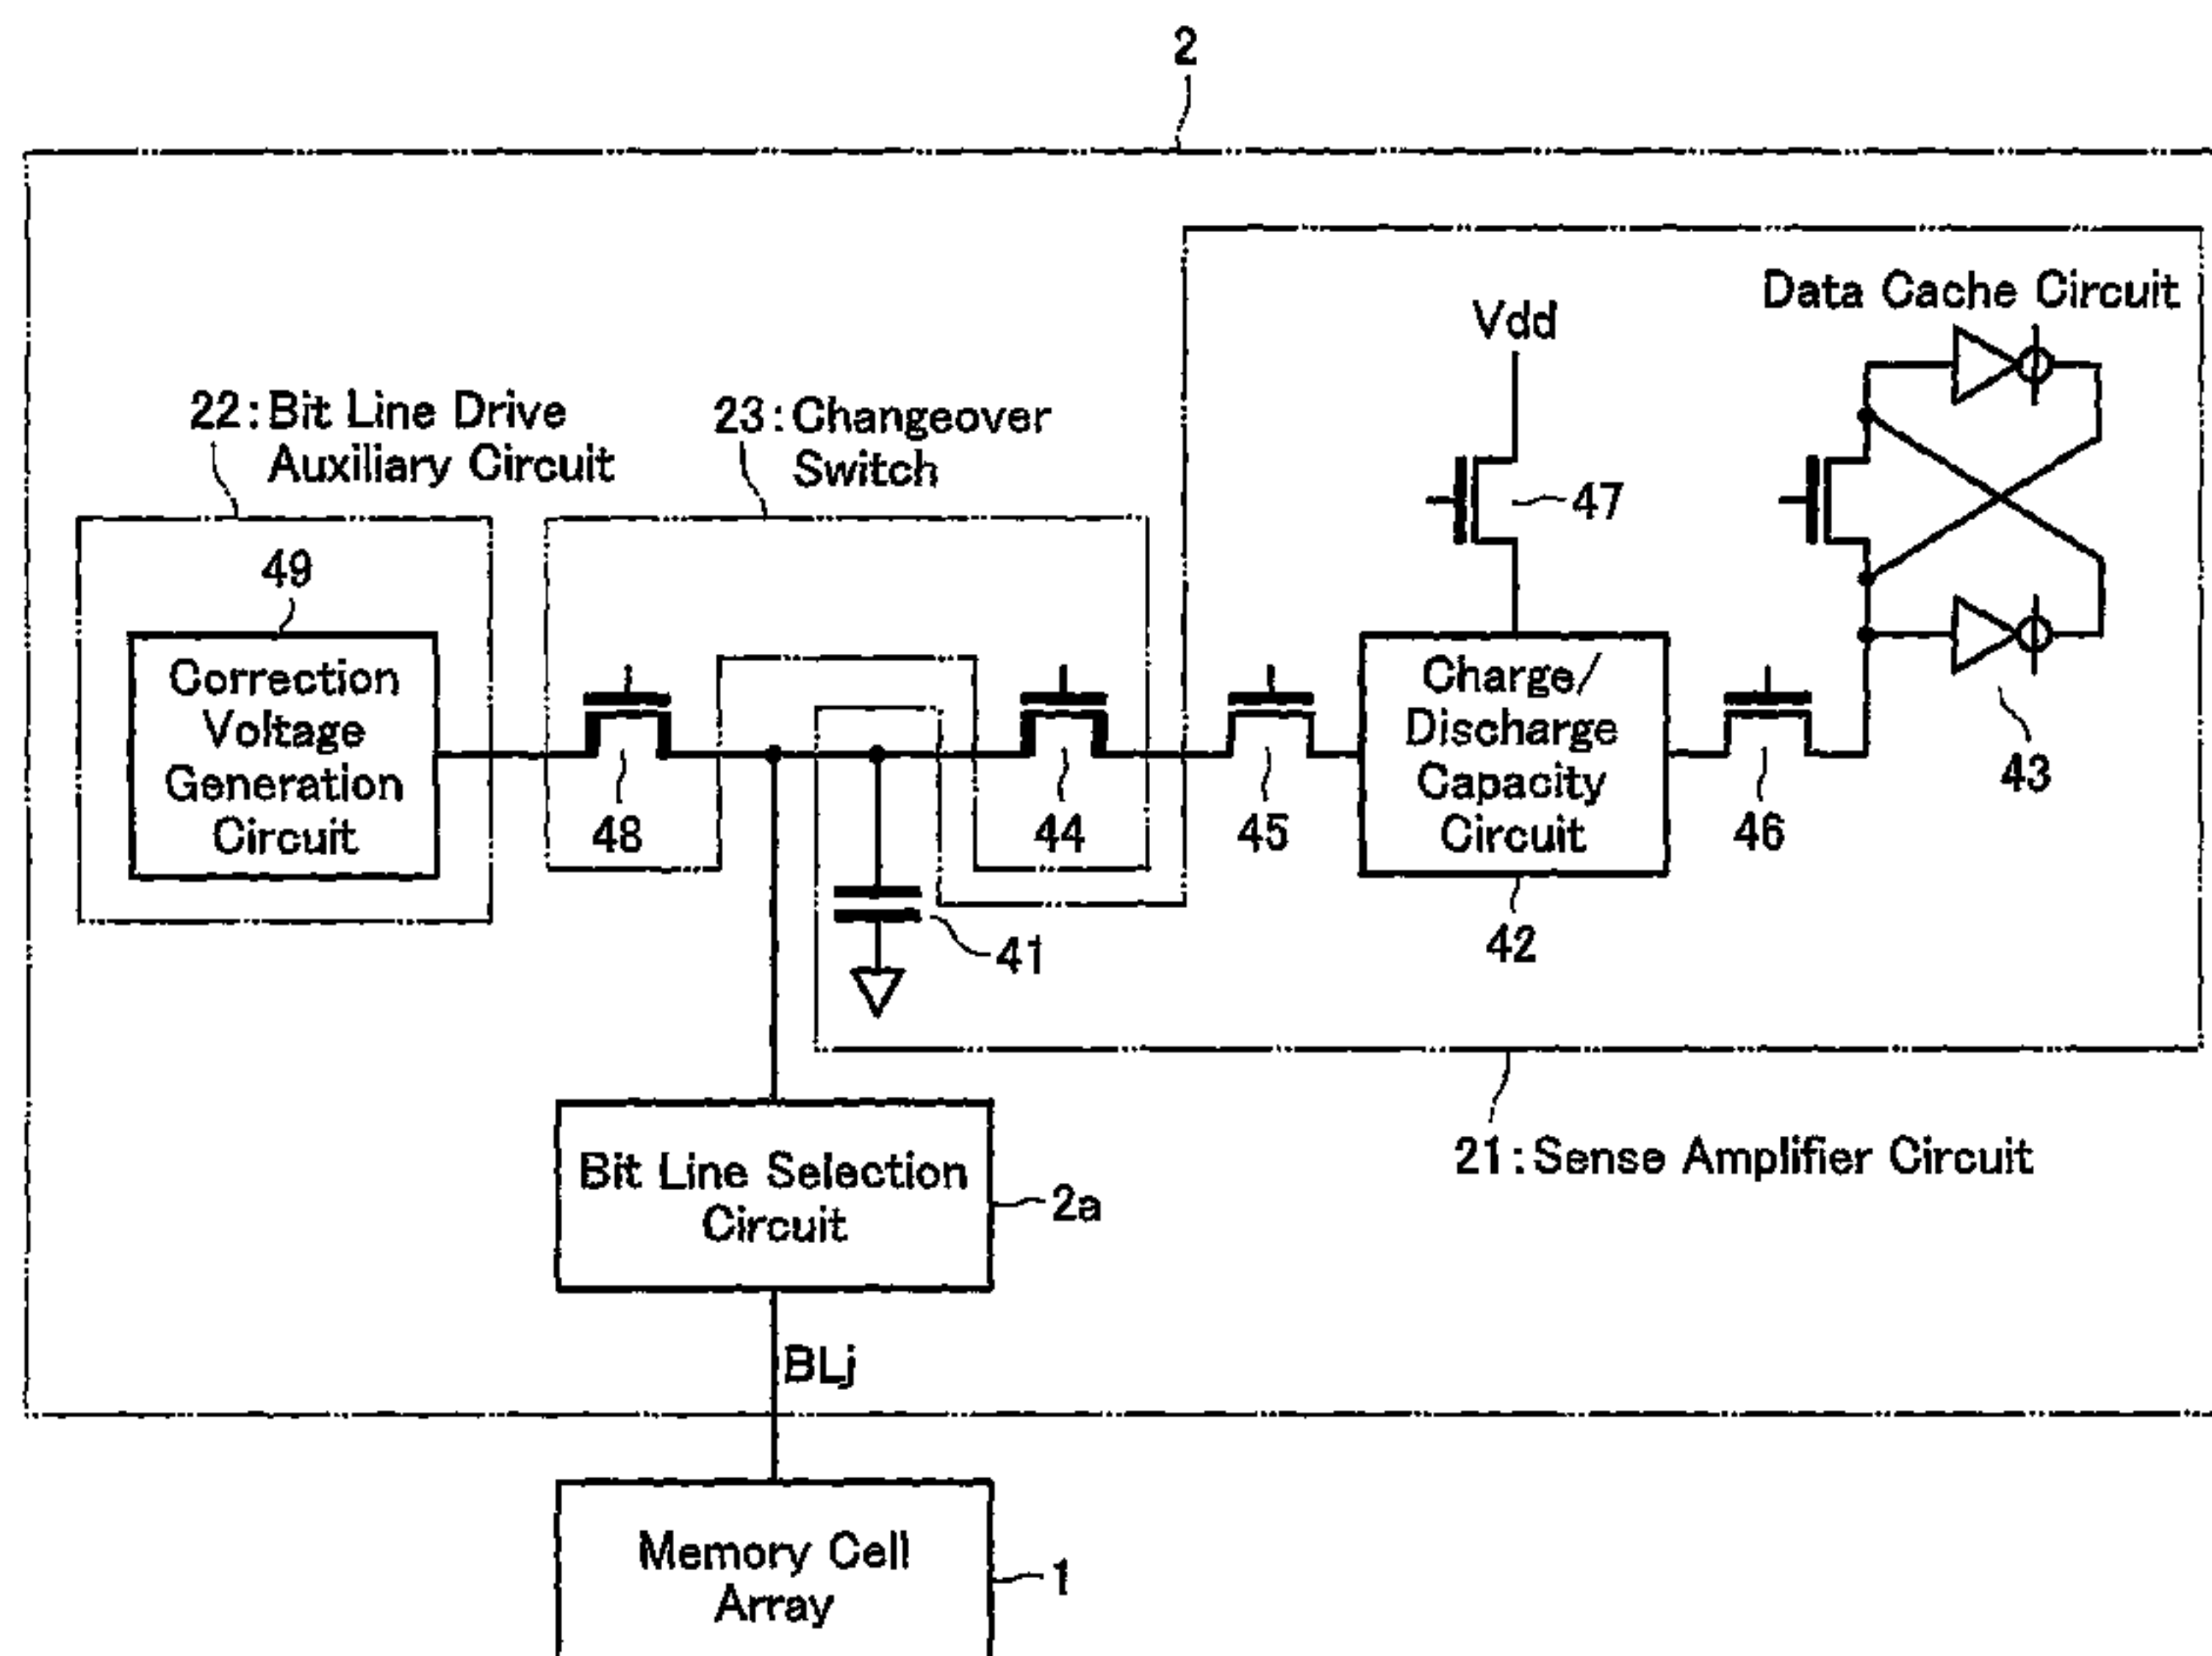 2
Data Cache Circuit
Vdd
22:Bit Line Drive
Auxiliary Circuit
23:Changeover
Switch
47
49
Correction
Voltage
Generation
Circuit
48
44
45
Charge/
Discharge
Capacity
Circuit
46
43
41
42
Bit Line Selection
Circuit
2a
21:Sense Amplifier Circuit
BLj
Memory Cell
Array
1